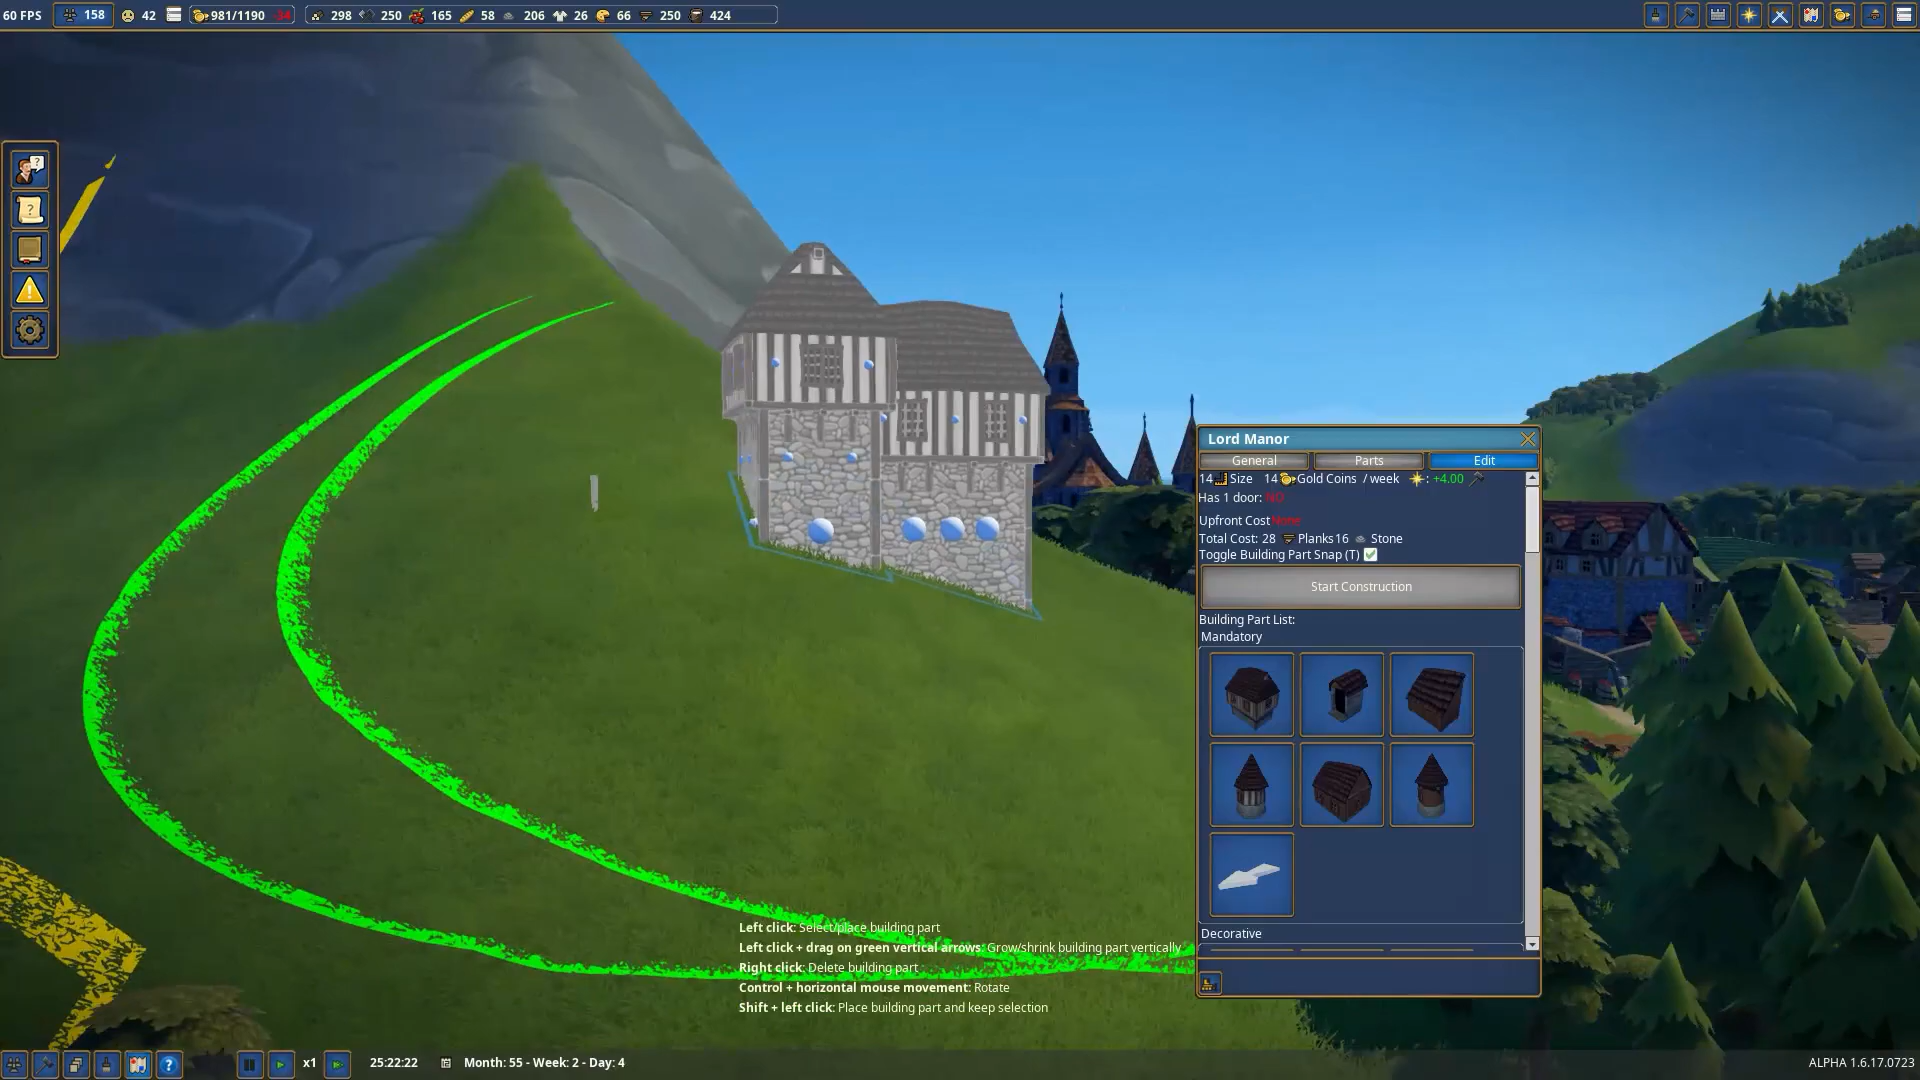 60 FPS 158 42 981/1190 -34 298 250 165 58 206 26 66 250 424
Lord Manor
General Parts Edit
14 Size 14 Gold Coins / week : +4.00
Has 1 door: NO
Upfront Cost None
Total Cost: 28 Planks 16 Stone
Toggle Building Part Snap (T)
Start Construction
Building Part List:
Mandatory
Decorative
Left click: Select/place building part
Left click + drag on green vertical arrows: Grow/shrink building part vertically
Right click: Delete building part
Control + horizontal mouse movement: Rotate
Shift + left click: Place building part and keep selection
x1 25:22:22 Month: 55 - Week: 2 - Day: 4
ALPHA 1.6.17.0723